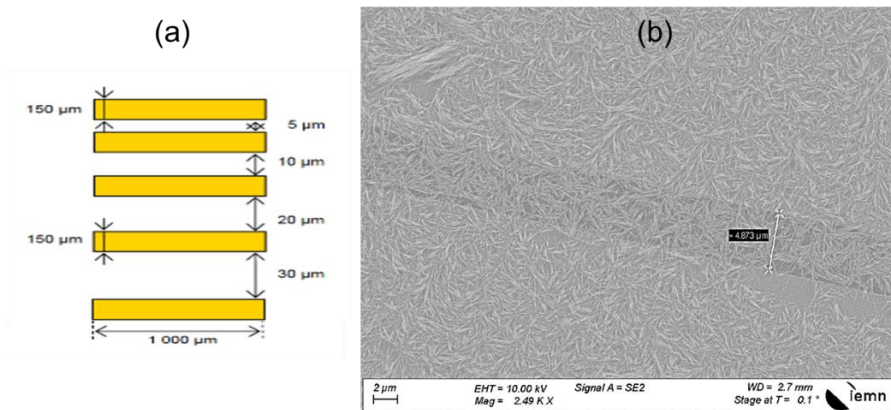 (a)
150 µm
5 µm
10 µm
20 µm
150 µm
30 µm
1 000 µm
(b)
= 4.873 µm
2 µm
EHT = 10.00 kV
Signal A = SE2
WD = 2.7 mm
Mag = 2.49 K X
Stage at T = 0.1 °
iemn